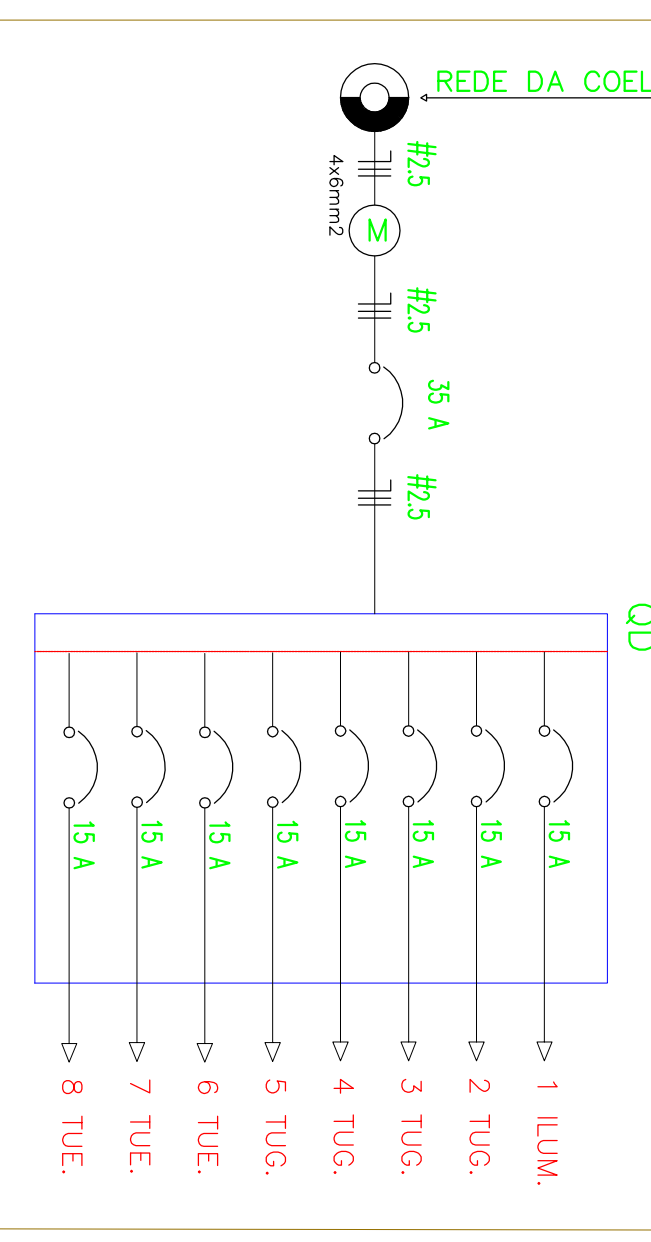 REDE DA COEL
#2.5
4x6mm2
M
#2.5
35 A
#2.5
15 A
15 A
15 A
15 A
15 A
15 A
15 A
15 A
8 TUE.
7 TUE.
6 TUE.
5 TUG.
4 TUG.
3 TUG.
2 TUG.
1 ILUM.